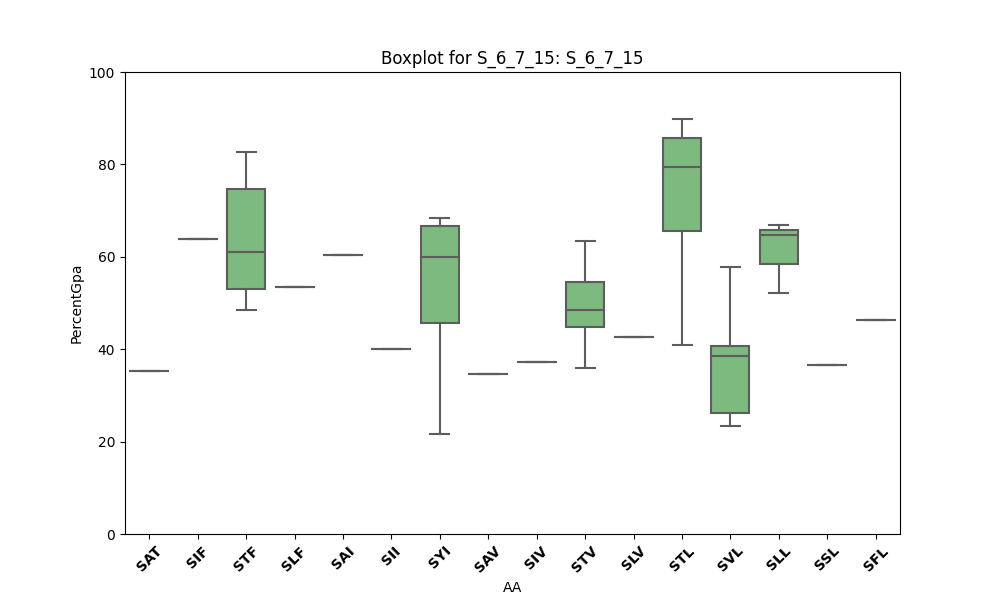 Boxplot for S_6_7_15: S_6_7_15
100
80
60
40
20
0
PercentGpa
SAT SIF STF SLF SAI SII SYI SAV SIV STV SLV STL SVL SLL SSL SFL
AA